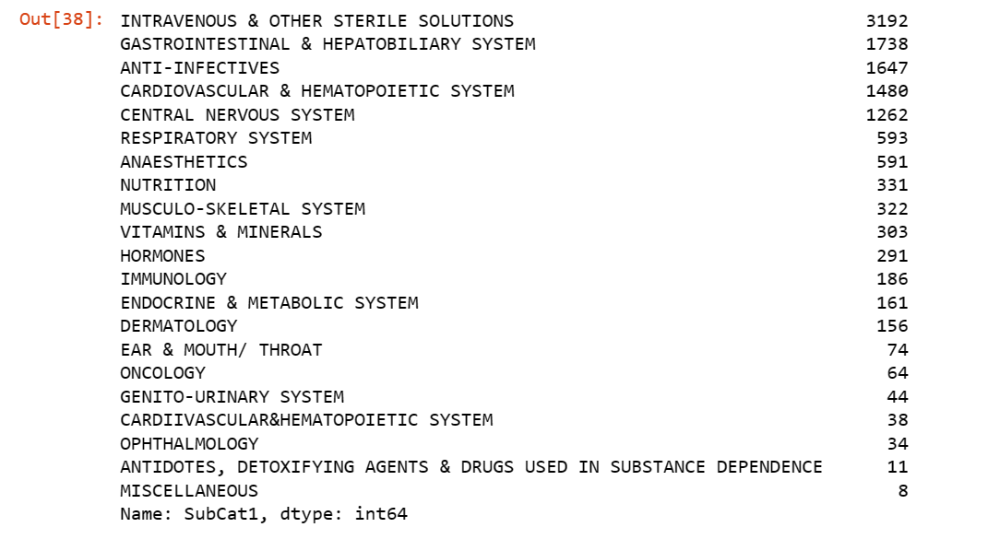 Out[38]: INTRAVENOUS & OTHER STERILE SOLUTIONS 3192
GASTROINTESTINAL & HEPATOBILIARY SYSTEM 1738
ANTI-INFECTIVES 1647
CARDIOVASCULAR & HEMATOPOIETIC SYSTEM 1480
CENTRAL NERVOUS SYSTEM 1262
RESPIRATORY SYSTEM 593
ANAESTHETICS 591
NUTRITION 331
MUSCULO-SKELETAL SYSTEM 322
VITAMINS & MINERALS 303
HORMONES 291
IMMUNOLOGY 186
ENDOCRINE & METABOLIC SYSTEM 161
DERMATOLOGY 156
EAR & MOUTH/ THROAT 74
ONCOLOGY 64
GENITO-URINARY SYSTEM 44
CARDIIVASCULAR&HEMATOPOIETIC SYSTEM 38
OPHTHALMOLOGY 34
ANTIDOTES, DETOXIFYING AGENTS & DRUGS USED IN SUBSTANCE DEPENDENCE 11
MISCELLANEOUS 8
Name: SubCat1, dtype: int64